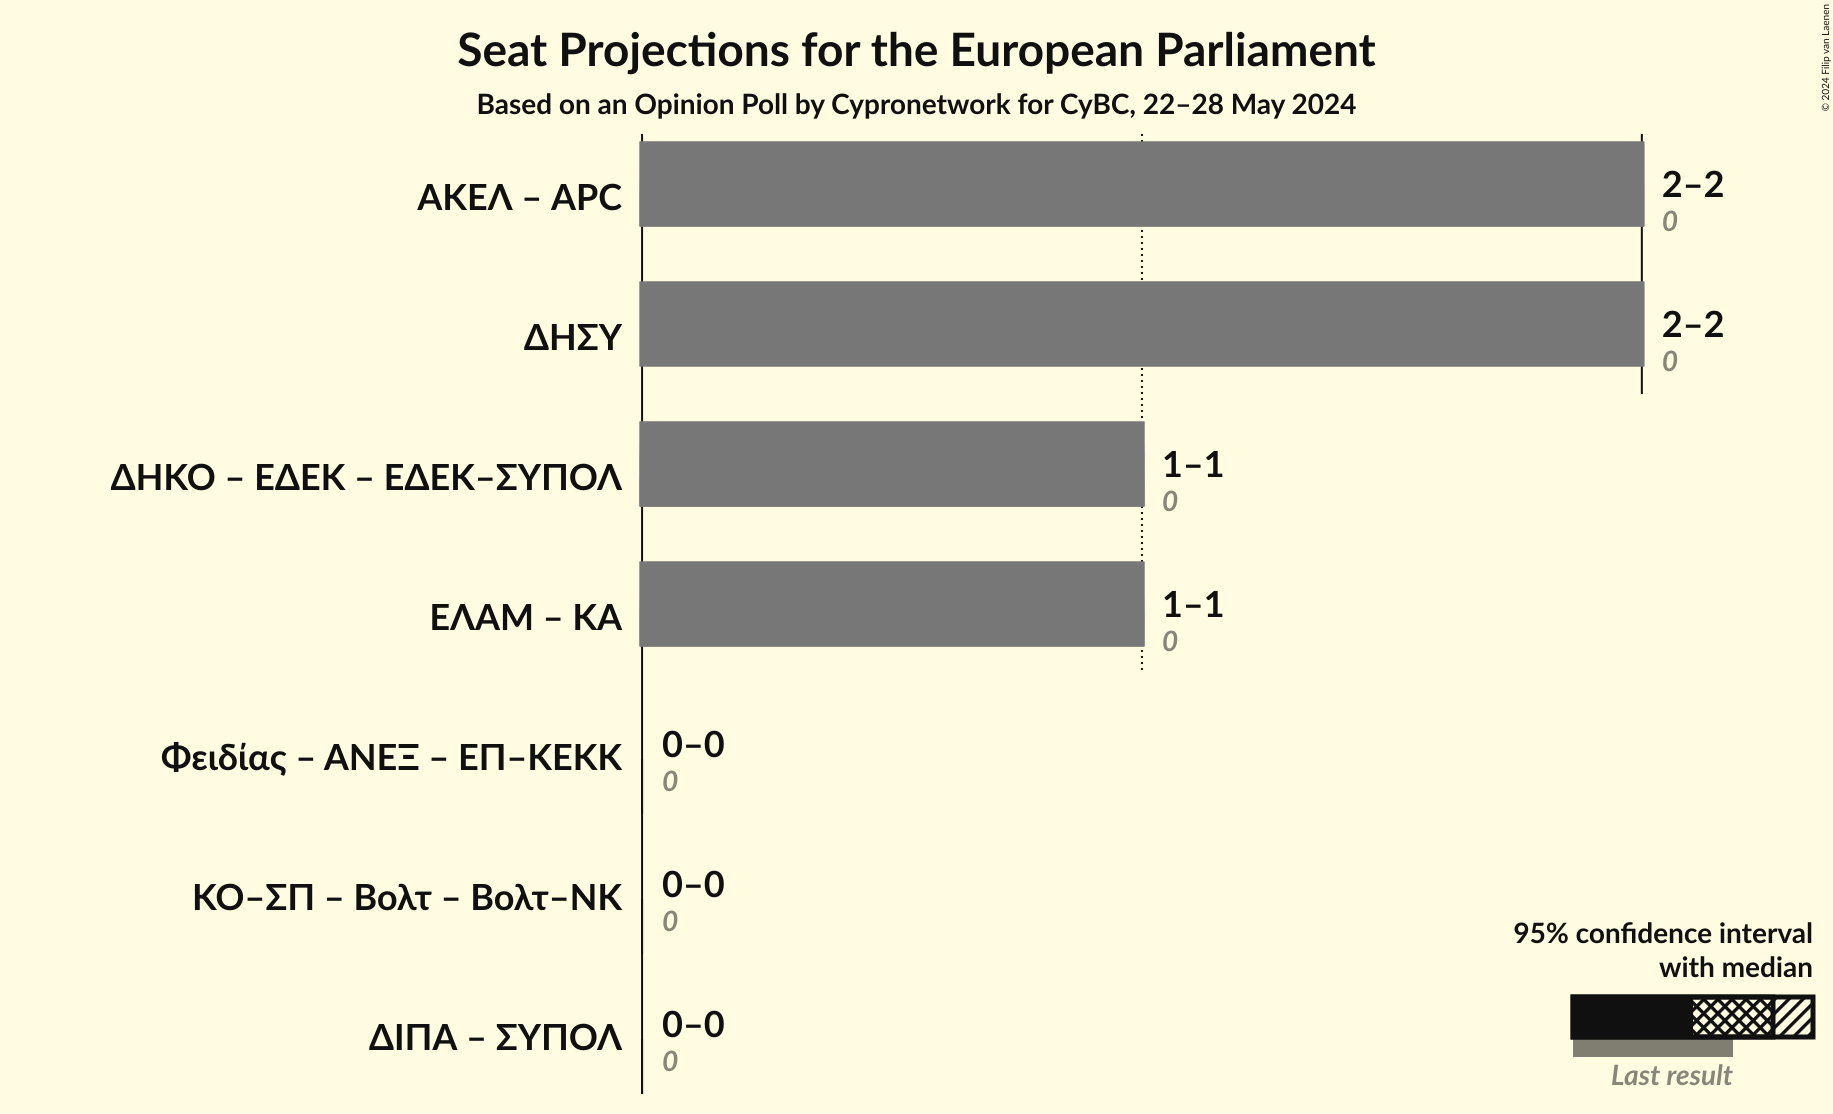 Seat Projections for the European Parliament
Based on an Opinion Poll by Cypronetwork for CyBC, 22–28 May 2024
© 2024 Filip van Laenen
ΑΚΕΛ – APC
2–2
0
ΔΗΣΥ
2–2
0
ΔΗΚΟ – ΕΔΕΚ – ΕΔΕΚ–ΣΥΠΟΛ
1–1
0
ΕΛΑΜ – ΚΑ
1–1
0
Φειδίας – ΑΝΕΞ – ΕΠ–ΚΕΚΚ
0–0
0
ΚΟ–ΣΠ – Βολτ – Βολτ–ΝΚ
0–0
0
ΔΙΠΑ – ΣΥΠΟΛ
0–0
0
95% confidence interval
with median
Last result